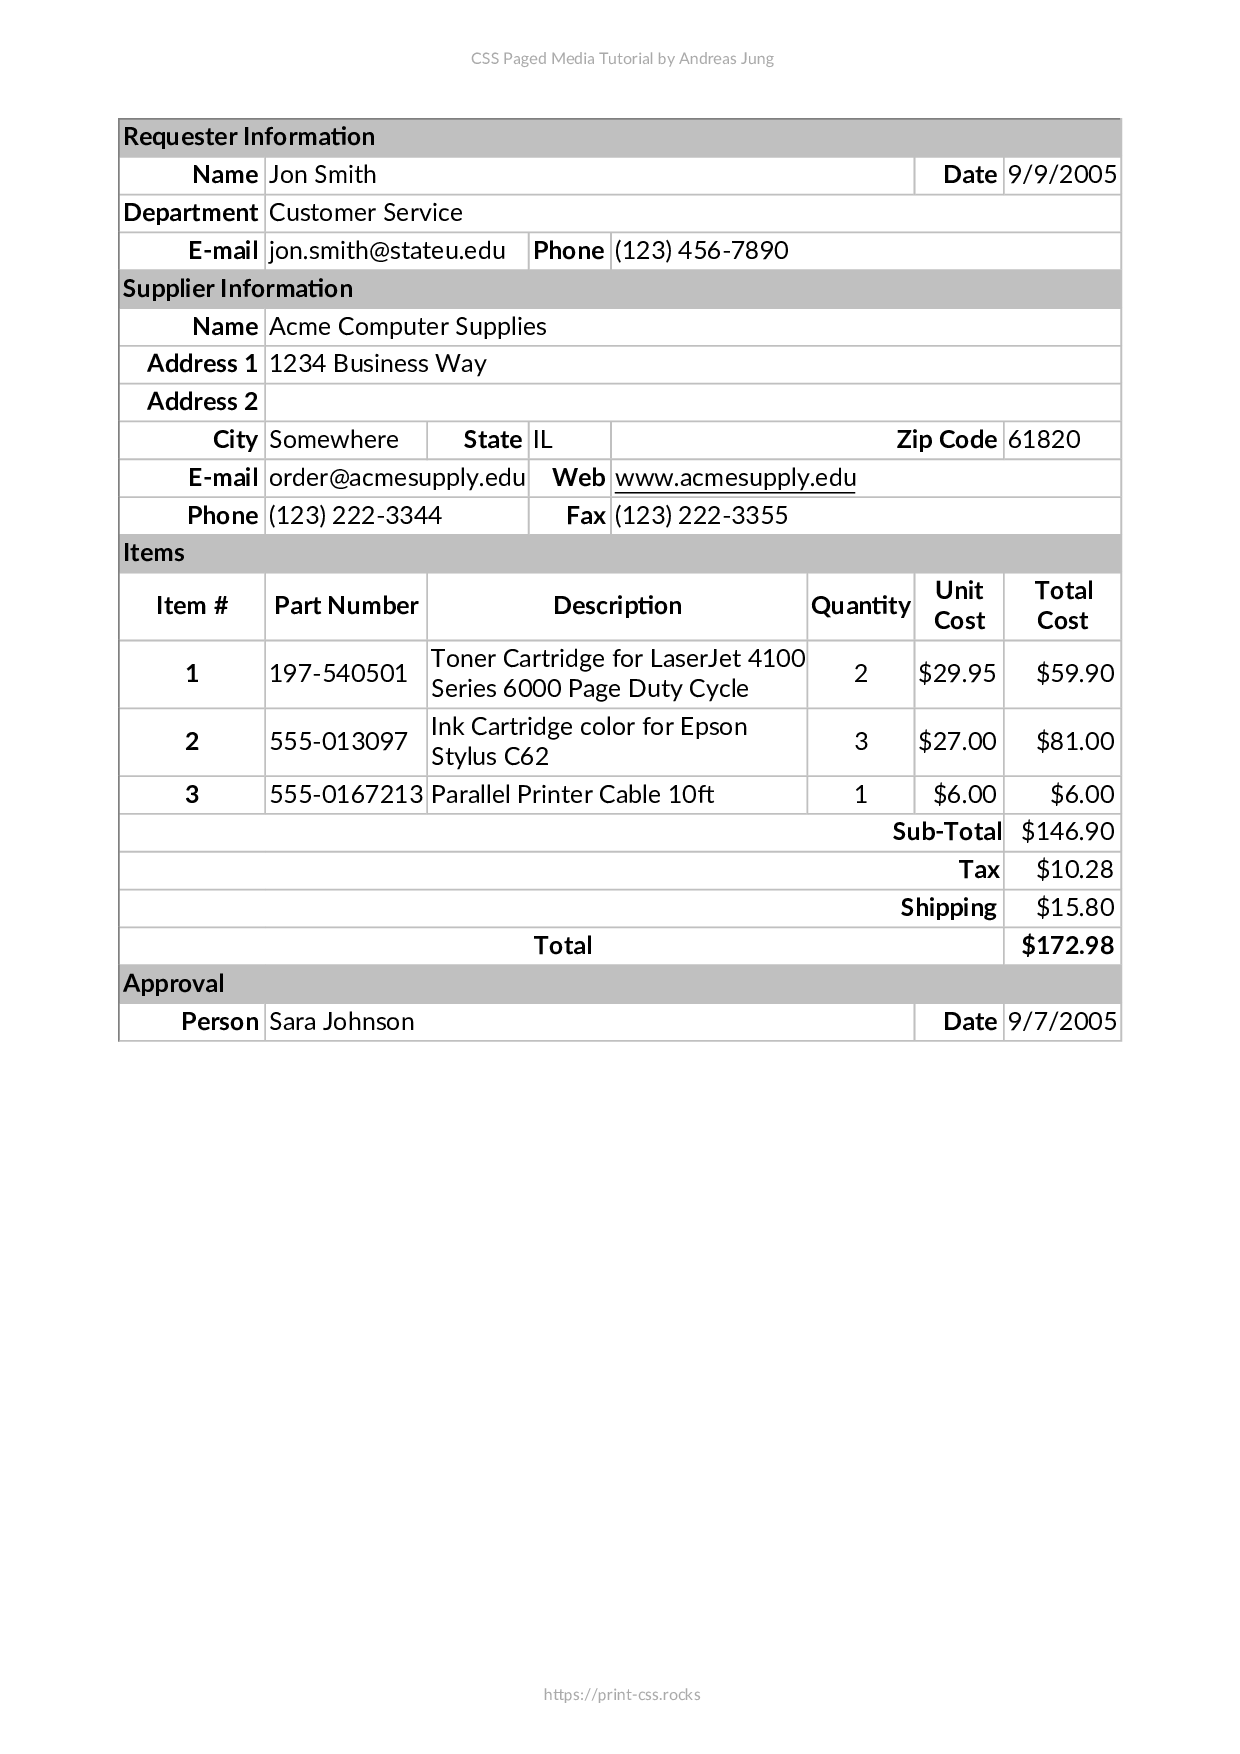 CSS Paged Media Tutorial by Andreas Jung
Requester Information
Name Jon Smith Date 9/9/2005
Department Customer Service
E-mail jon.smith@stateu.edu Phone (123) 456-7890
Supplier Information
Name Acme Computer Supplies
Address 1 1234 Business Way
Address 2
City Somewhere State IL Zip Code 61820
E-mail order@acmesupply.edu Web www.acmesupply.edu
Phone (123) 222-3344 Fax (123) 222-3355
Items
Item # Part Number Description Quantity Unit Cost Total Cost
1 197-540501 Toner Cartridge for LaserJet 4100 Series 6000 Page Duty Cycle 2 $29.95 $59.90
2 555-013097 Ink Cartridge color for Epson Stylus C62 3 $27.00 $81.00
3 555-0167213 Parallel Printer Cable 10ft 1 $6.00 $6.00
Sub-Total $146.90
Tax $10.28
Shipping $15.80
Total $172.98
Approval
Person Sara Johnson Date 9/7/2005
https://print-css.rocks